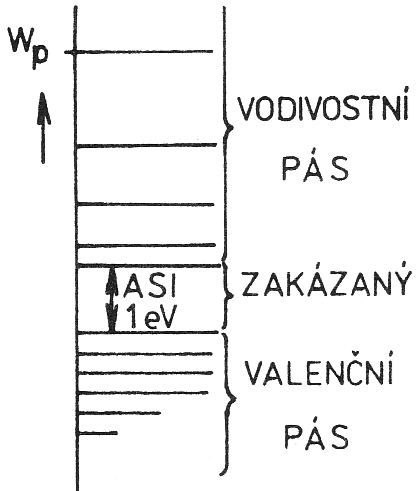 Wp
VODIVOSTNÍ
PÁS
ASI
1eV
ZAKÁZANÝ
VALENČNÍ
PÁS